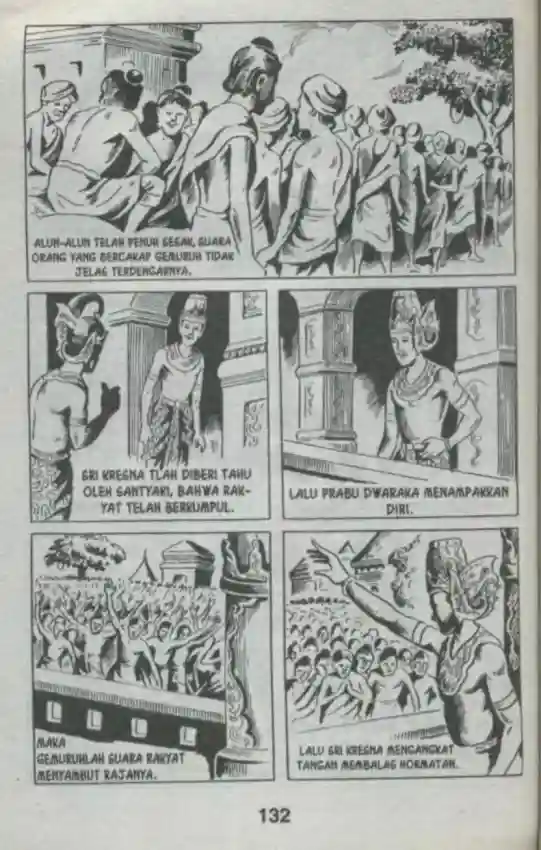 ALUN-ALUN TELAH PENUH SESAK, SUARA
ORANG YANG BERCAKAP GEMURUH TIDAK
JELAS TERDENGARNYA.
SRI KRESNA TLAH DIBERI TAHU
OLEH SANTYAKI, BAHWA RAK-
YAT TELAH BERKUMPUL.
LALU PRABU DWARAKA MENAMPAKKAN
DIRI.
MAKA
GEMURUHLAH SUARA RAKYAT
MENYAMBUT RAJANYA.
LALU SRI KRESNA MENGANGKAT
TANGAN MEMBALAS HORMATAN.
132